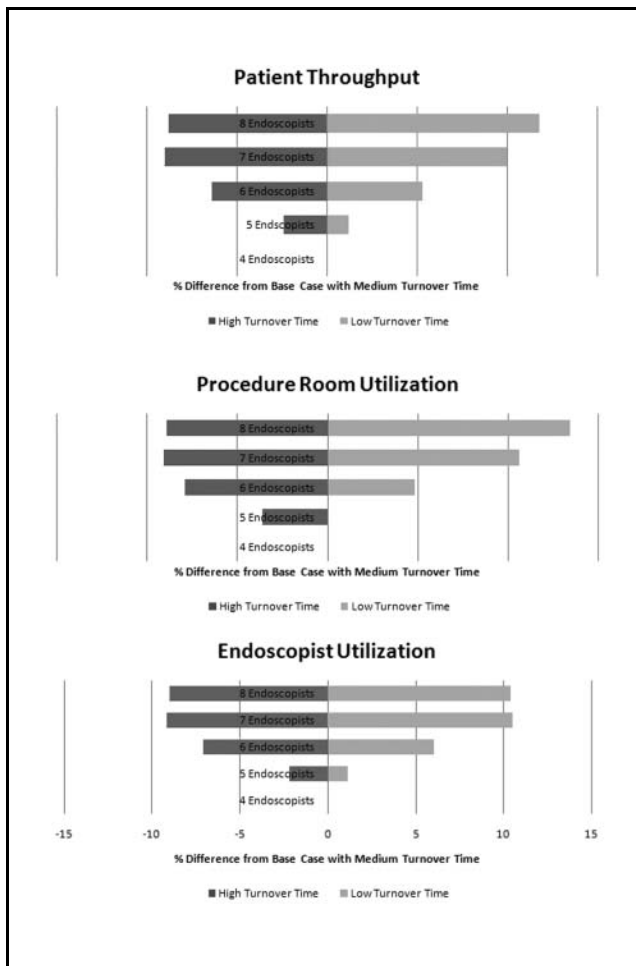 Patient Throughput
8 Endoscopists
7 Endoscopists
6 Endoscopists
5 Endscopists
4 Endoscopists
% Difference from Base Case with Medium Turnover Time
High Turnover Time Low Turnover Time
Procedure Room Utilization
8 Endoscopists
7 Endoscopists
6 Endoscopists
5 Endoscopists
4 Endoscopists
% Difference from Base Case with Medium Turnover Time
High Turnover Time Low Turnover Time
Endoscopist Utilization
8 Endoscopists
7 Endoscopists
6 Endoscopists
5 Endoscopists
4 Endoscopists
-15 -10 -5 0 5 10 15
% Difference from Base Case with Medium Turnover Time
High Turnover Time Low Turnover Time